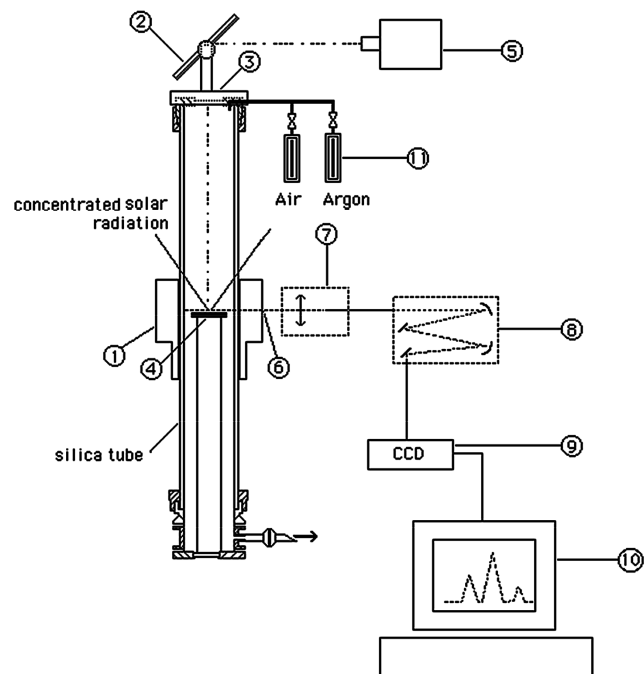 ②
⑤
③
⑪
Air Argon
concentrated solar
radiation
⑦
⑧
①
④
⑥
silica tube
⑨
CCD
⑩